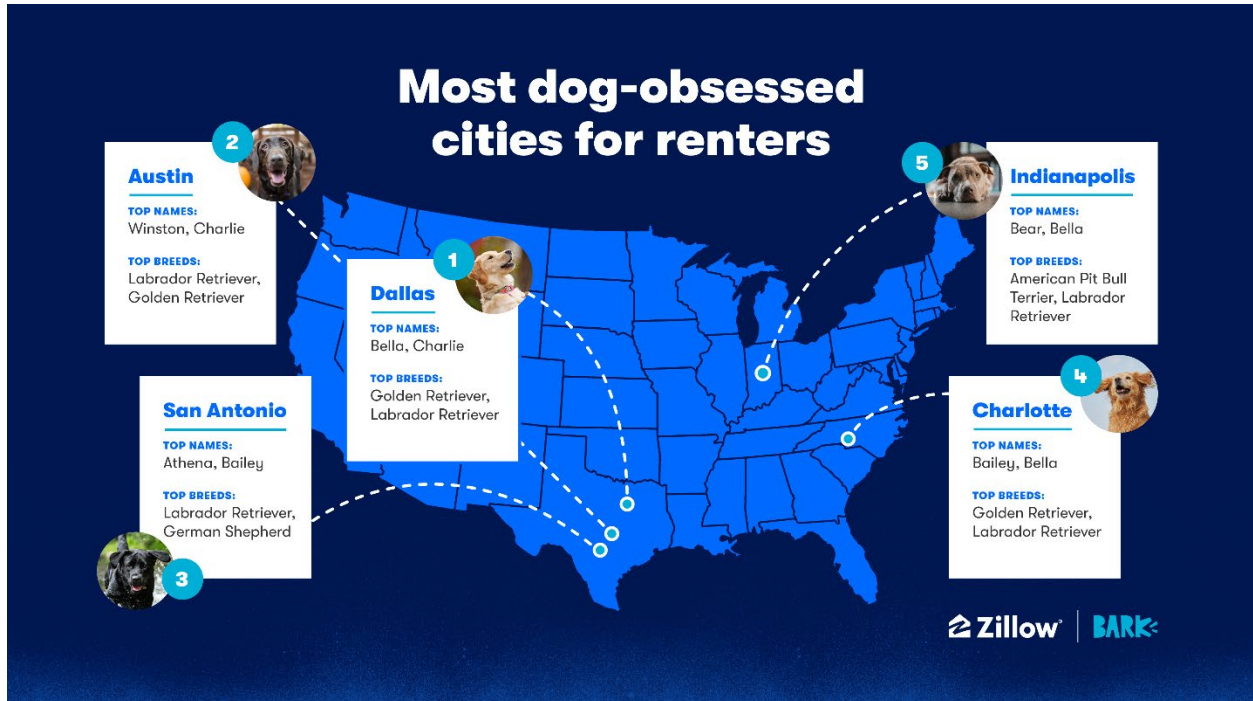 Most dog-obsessed
cities for renters
2
Austin
TOP NAMES:
Winston, Charlie
TOP BREEDS:
Labrador Retriever,
Golden Retriever
1
Dallas
TOP NAMES:
Bella, Charlie
TOP BREEDS:
Golden Retriever,
Labrador Retriever
San Antonio
TOP NAMES:
Athena, Bailey
TOP BREEDS:
Labrador Retriever,
German Shepherd
3
5
Indianapolis
TOP NAMES:
Bear, Bella
TOP BREEDS:
American Pit Bull
Terrier, Labrador
Retriever
4
Charlotte
TOP NAMES:
Bailey, Bella
TOP BREEDS:
Golden Retriever,
Labrador Retriever
Zillow
BARK